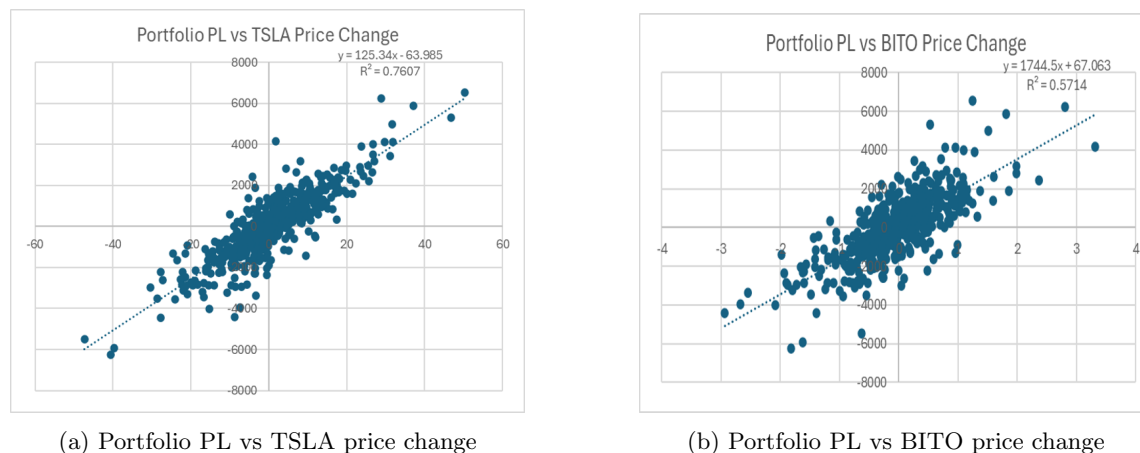 Portfolio PL vs TSLA Price Change
y = 125.34x - 63.985
R² = 0.7607
8000
6000
4000
2000
0
-60 -40 -20 0 20 40 60
-2000
-4000
-6000
-8000
(a) Portfolio PL vs TSLA price change
Portfolio PL vs BITO Price Change
y = 1744.5x + 67.063
R² = 0.5714
8000
6000
4000
2000
0
-4 -3 -2 -1 0 1 2 3 4
-2000
-4000
-6000
-8000
(b) Portfolio PL vs BITO price change